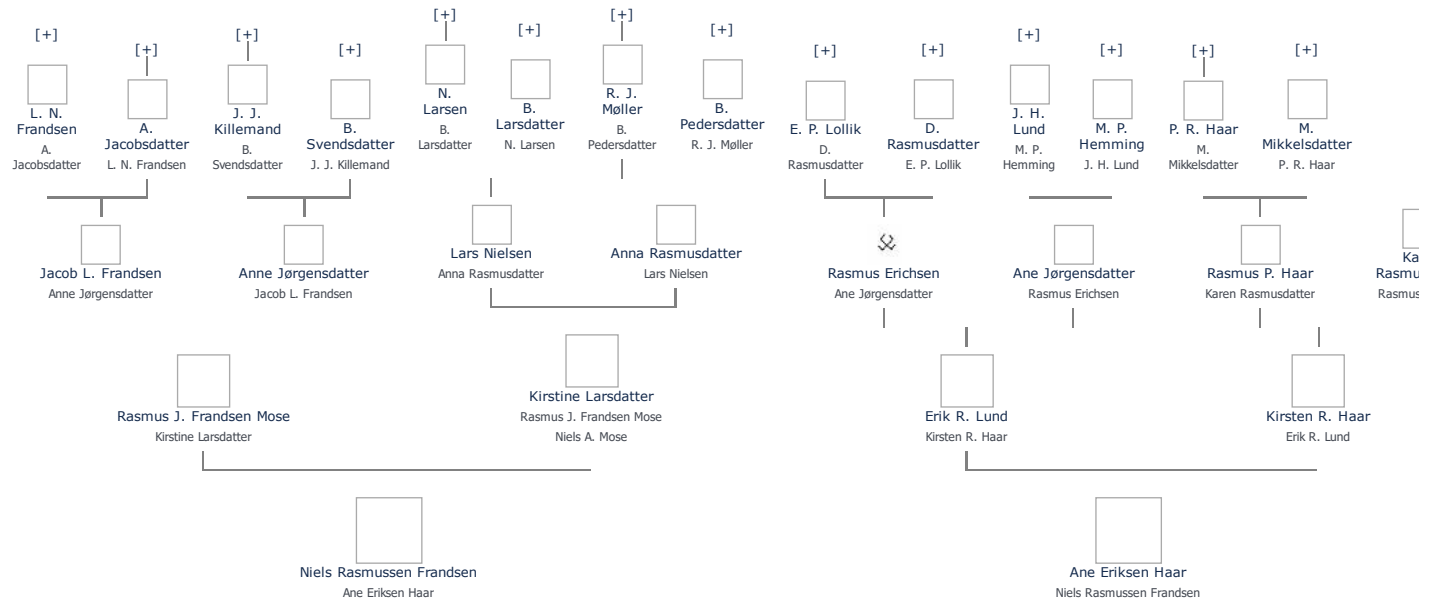 [+]
L. N.
Frandsen
A.
Jacobsdatter
[+]
A.
Jacobsdatter
L. N. Frandsen
[+]
J. J.
Killemand
B.
Svendsdatter
[+]
B.
Svendsdatter
J. J. Killemand
[+]
N.
Larsen
B.
Larsdatter
[+]
B.
Larsdatter
N. Larsen
[+]
R. J.
Møller
B.
Pedersdatter
[+]
B.
Pedersdatter
R. J. Møller
[+]
E. P. Lollik
D.
Rasmusdatter
[+]
D.
Rasmusdatter
E. P. Lollik
[+]
J. H.
Lund
M. P.
Hemming
[+]
M. P.
Hemming
J. H. Lund
[+]
P. R. Haar
M.
Mikkelsdatter
[+]
M.
Mikkelsdatter
P. R. Haar
Jacob L. Frandsen
Anne Jørgensdatter
Anne Jørgensdatter
Jacob L. Frandsen
Lars Nielsen
Anna Rasmusdatter
Anna Rasmusdatter
Lars Nielsen
Rasmus Erichsen
Ane Jørgensdatter
Ane Jørgensdatter
Rasmus Erichsen
Rasmus P. Haar
Karen Rasmusdatter
Ka
Rasmu
Rasmus
Rasmus J. Frandsen Mose
Kirstine Larsdatter
Kirstine Larsdatter
Rasmus J. Frandsen Mose
Niels A. Mose
Erik R. Lund
Kirsten R. Haar
Kirsten R. Haar
Erik R. Lund
Niels Rasmussen Frandsen
Ane Eriksen Haar
Ane Eriksen Haar
Niels Rasmussen Frandsen